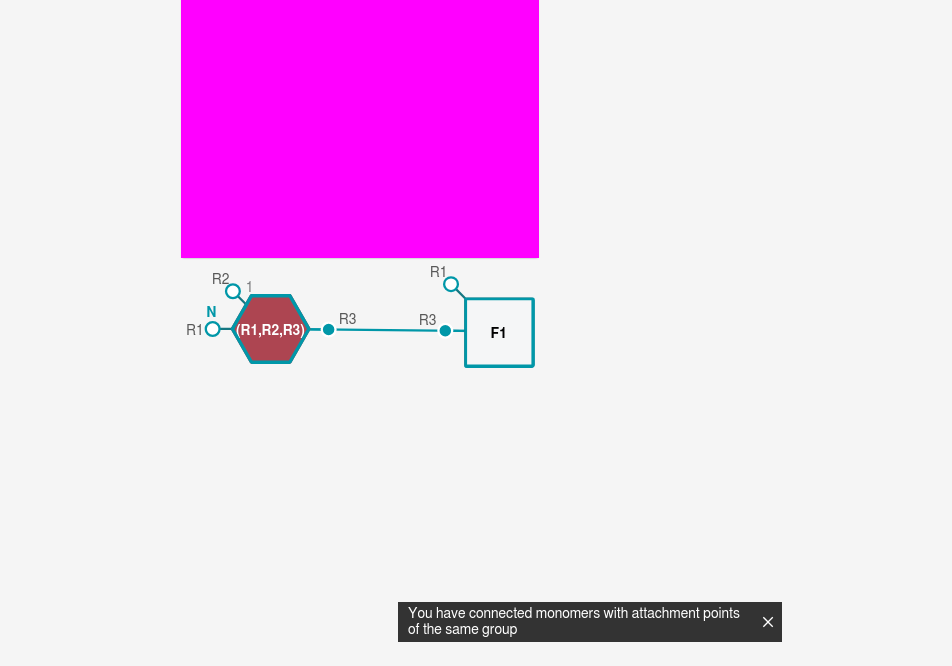 R1
R2
1
N
R1
(R1,R2,R3)
R3
R3
F1
You have connected monomers with attachment points
of the same group